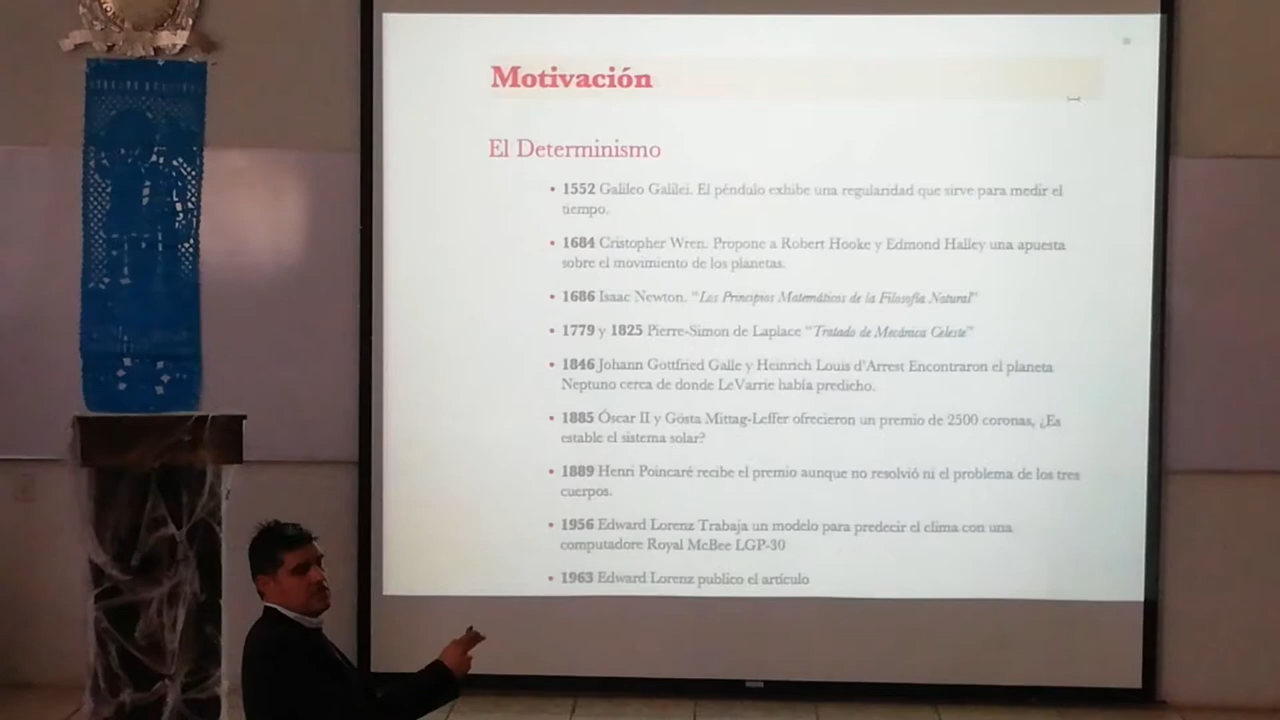 Motivación
El Determinismo
• 1552 Galileo Galilei. El péndulo exhibe una regularidad que sirve para medir el
tiempo.
• 1684 Cristopher Wren. Propone a Robert Hooke y Edmond Halley una apuesta
sobre el movimiento de los planetas.
• 1686 Isaac Newton. “Los Principios Matemáticos de la Filosofía Natural”
• 1779 y 1825 Pierre-Simon de Laplace “Tratado de Mecánica Celeste”
• 1846 Johann Gottfried Galle y Heinrich Louis d'Arrest Encontraron el planeta
Neptuno cerca de donde LeVarrie había predicho.
• 1885 Óscar II y Gösta Mittag-Leffer ofrecieron un premio de 2500 coronas, ¿Es
estable el sistema solar?
• 1889 Henri Poincaré recibe el premio aunque no resolvió ni el problema de los tres
cuerpos.
• 1956 Edward Lorenz Trabaja un modelo para predecir el clima con una
computadore Royal McBee LGP-30
• 1963 Edward Lorenz publico el artículo